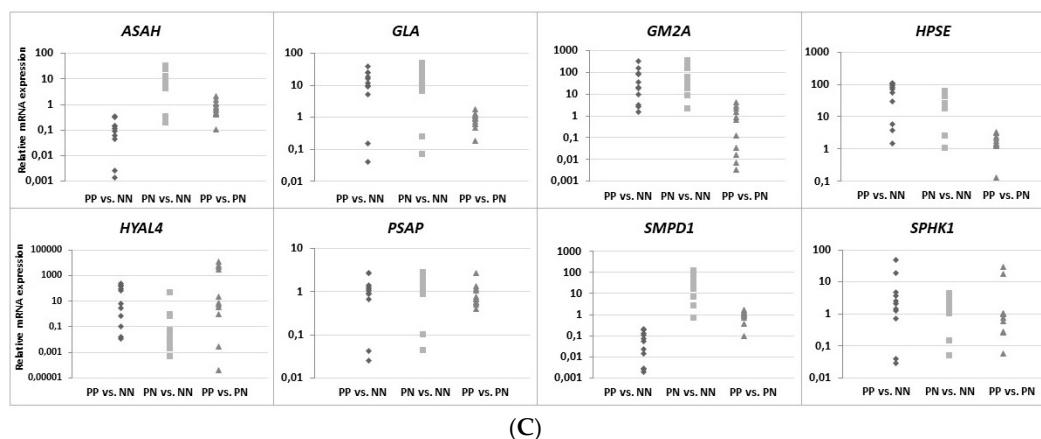 ASAH
GLA
GM2A
HPSE
Relative mRNA expression
100
10
1
0,1
0,01
0,001
PP vs. NN PN vs. NN PP vs. PN
100
10
1
0,1
0,01
PP vs. NN PN vs. NN PP vs. PN
1000
100
10
1
0,1
0,01
0,001
PP vs. NN PN vs. NN PP vs. PN
1000
100
10
1
0,1
PP vs. NN PN vs. NN PP vs. PN
HYAL4
PSAP
SMPD1
SPHK1
Relative mRNA expression
100000
1000
10
0,1
0,001
0,00001
PP vs. NN PN vs. NN PP vs. PN
10
1
0,1
0,01
PP vs. NN PN vs. NN PP vs. PN
1000
100
10
1
0,1
0,01
0,001
PP vs. NN PN vs. NN PP vs. PN
100
10
1
0,1
0,01
PP vs. NN PN vs. NN PP vs. PN
(C)